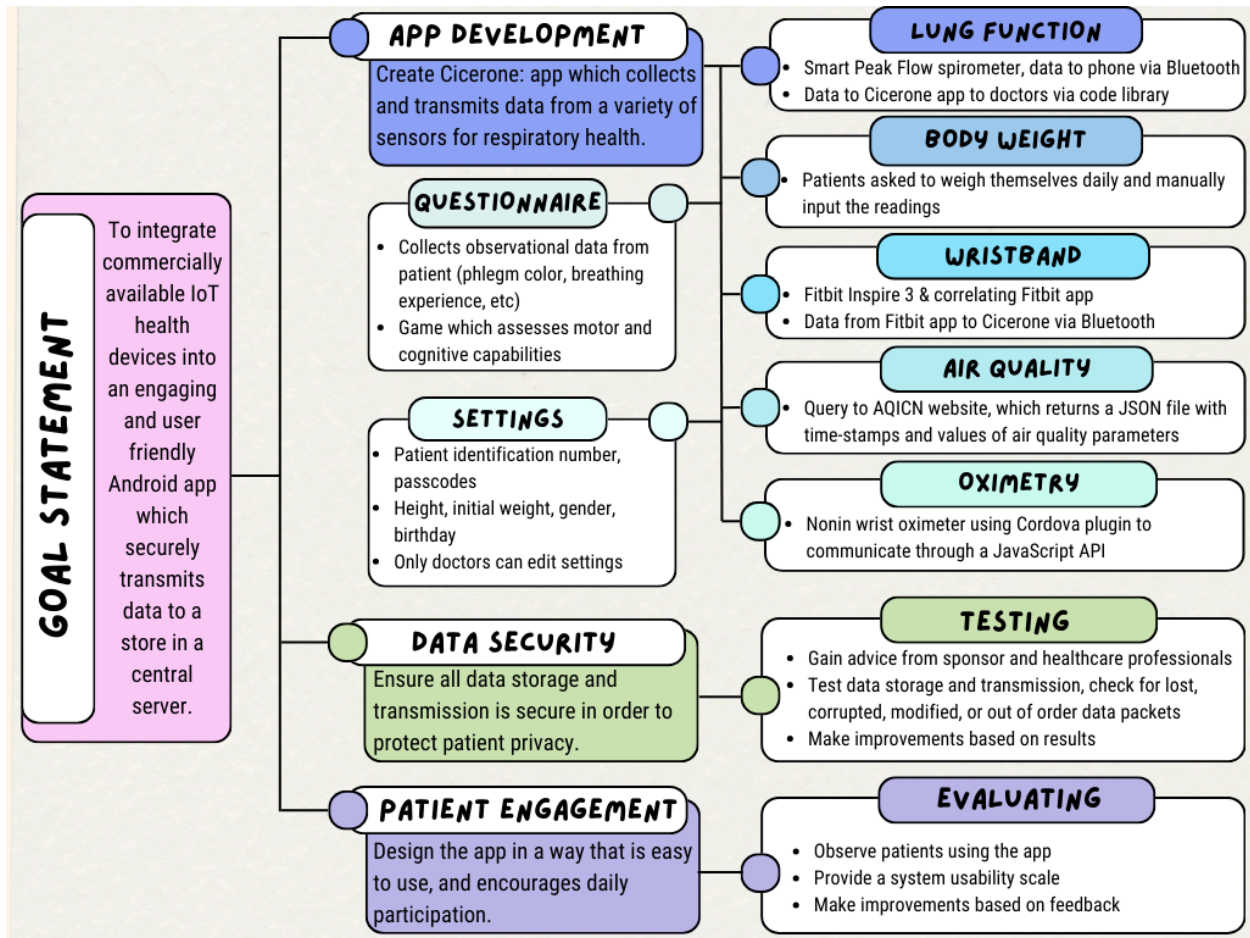 GOAL STATEMENT
To integrate
commercially
available IoT
health
devices into
an engaging
and user
friendly
Android app
which
securely
transmits
data to a
store in a
central
server.
APP DEVELOPMENT
Create Cicerone: app which collects
and transmits data from a variety of
sensors for respiratory health.
QUESTIONNAIRE
• Collects observational data from
patient (phlegm color, breathing
experience, etc)
• Game which assesses motor and
cognitive capabilities
SETTINGS
• Patient identification number,
passcodes
• Height, initial weight, gender,
birthday
• Only doctors can edit settings
LUNG FUNCTION
• Smart Peak Flow spirometer, data to phone via Bluetooth
• Data to Cicerone app to doctors via code library
BODY WEIGHT
• Patients asked to weigh themselves daily and manually
input the readings
WRISTBAND
• Fitbit Inspire 3 & correlating Fitbit app
• Data from Fitbit app to Cicerone via Bluetooth
AIR QUALITY
• Query to AQICN website, which returns a JSON file with
time-stamps and values of air quality parameters
OXIMETRY
• Nonin wrist oximeter using Cordova plugin to
communicate through a JavaScript API
DATA SECURITY
Ensure all data storage and
transmission is secure in order to
protect patient privacy.
TESTING
• Gain advice from sponsor and healthcare professionals
• Test data storage and transmission, check for lost,
corrupted, modified, or out of order data packets
• Make improvements based on results
PATIENT ENGAGEMENT
Design the app in a way that is easy
to use, and encourages daily
participation.
EVALUATING
• Observe patients using the app
• Provide a system usability scale
• Make improvements based on feedback